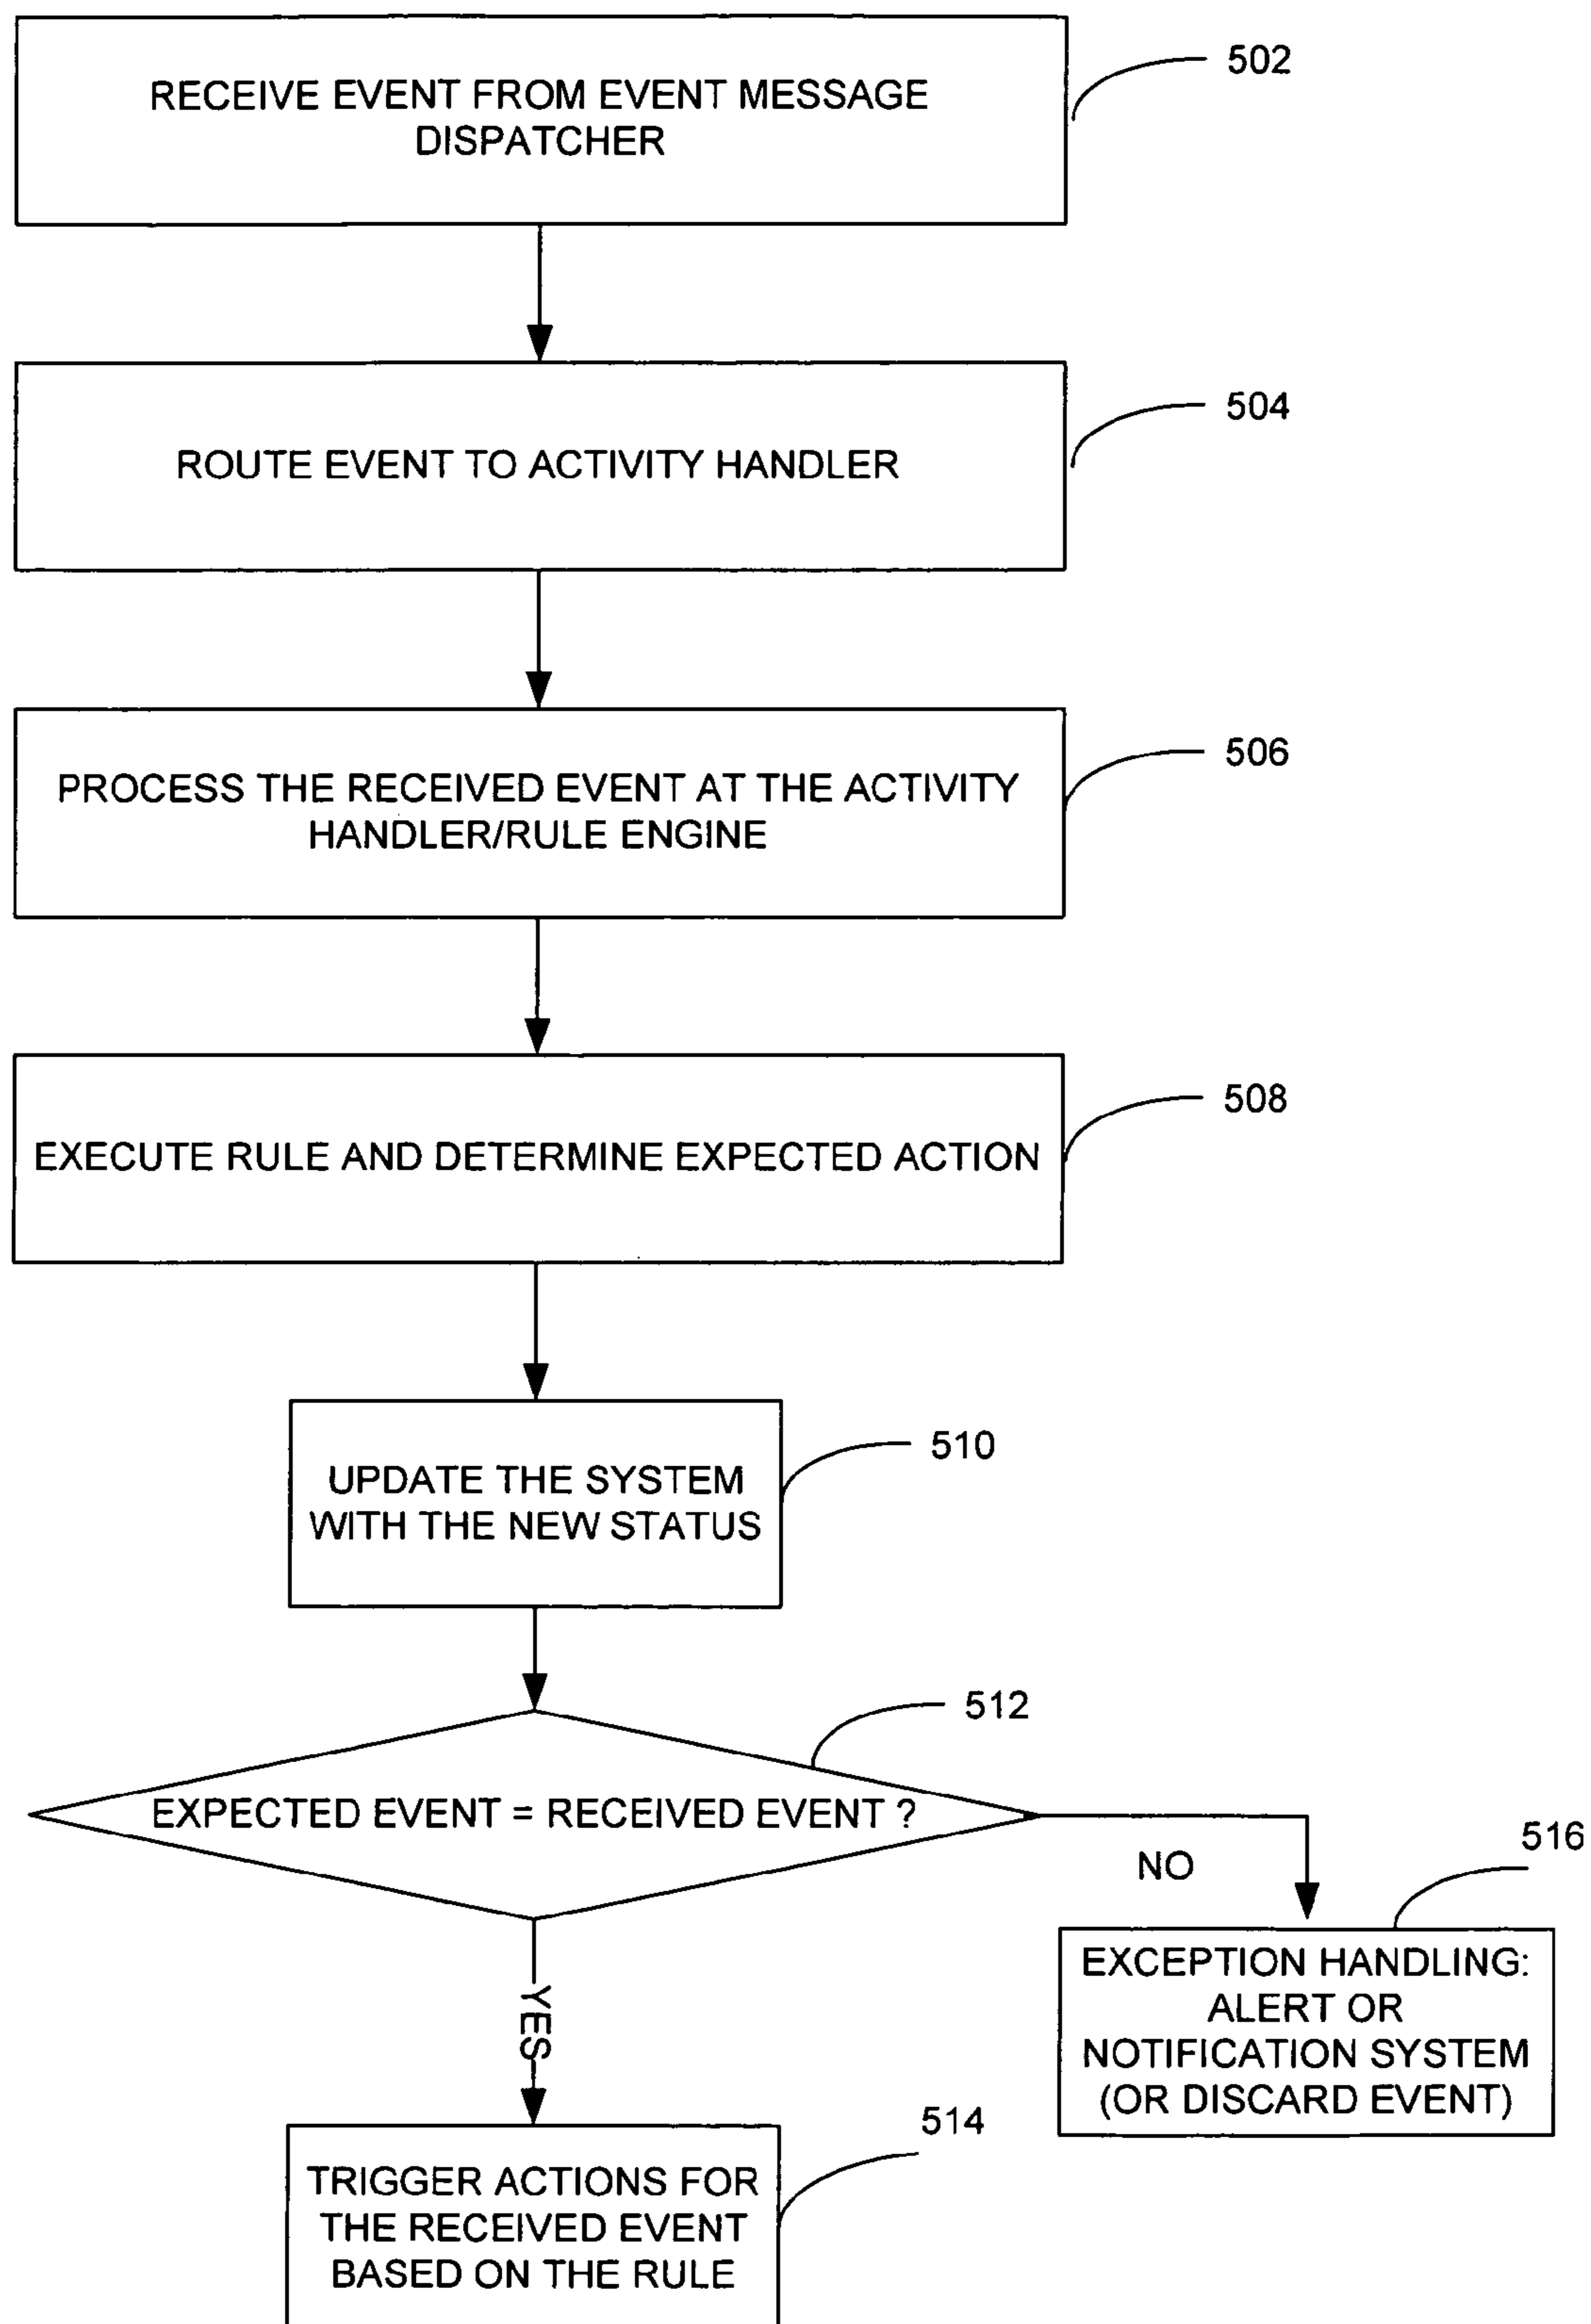 RECEIVE EVENT FROM EVENT MESSAGE
DISPATCHER
502
ROUTE EVENT TO ACTIVITY HANDLER
504
PROCESS THE RECEIVED EVENT AT THE ACTIVITY
HANDLER/RULE ENGINE
506
EXECUTE RULE AND DETERMINE EXPECTED ACTION
508
UPDATE THE SYSTEM
WITH THE NEW STATUS
510
EXPECTED EVENT = RECEIVED EVENT ?
512
NO
516
EXCEPTION HANDLING:
ALERT OR
NOTIFICATION SYSTEM
(OR DISCARD EVENT)
YES
514
TRIGGER ACTIONS FOR
THE RECEIVED EVENT
BASED ON THE RULE